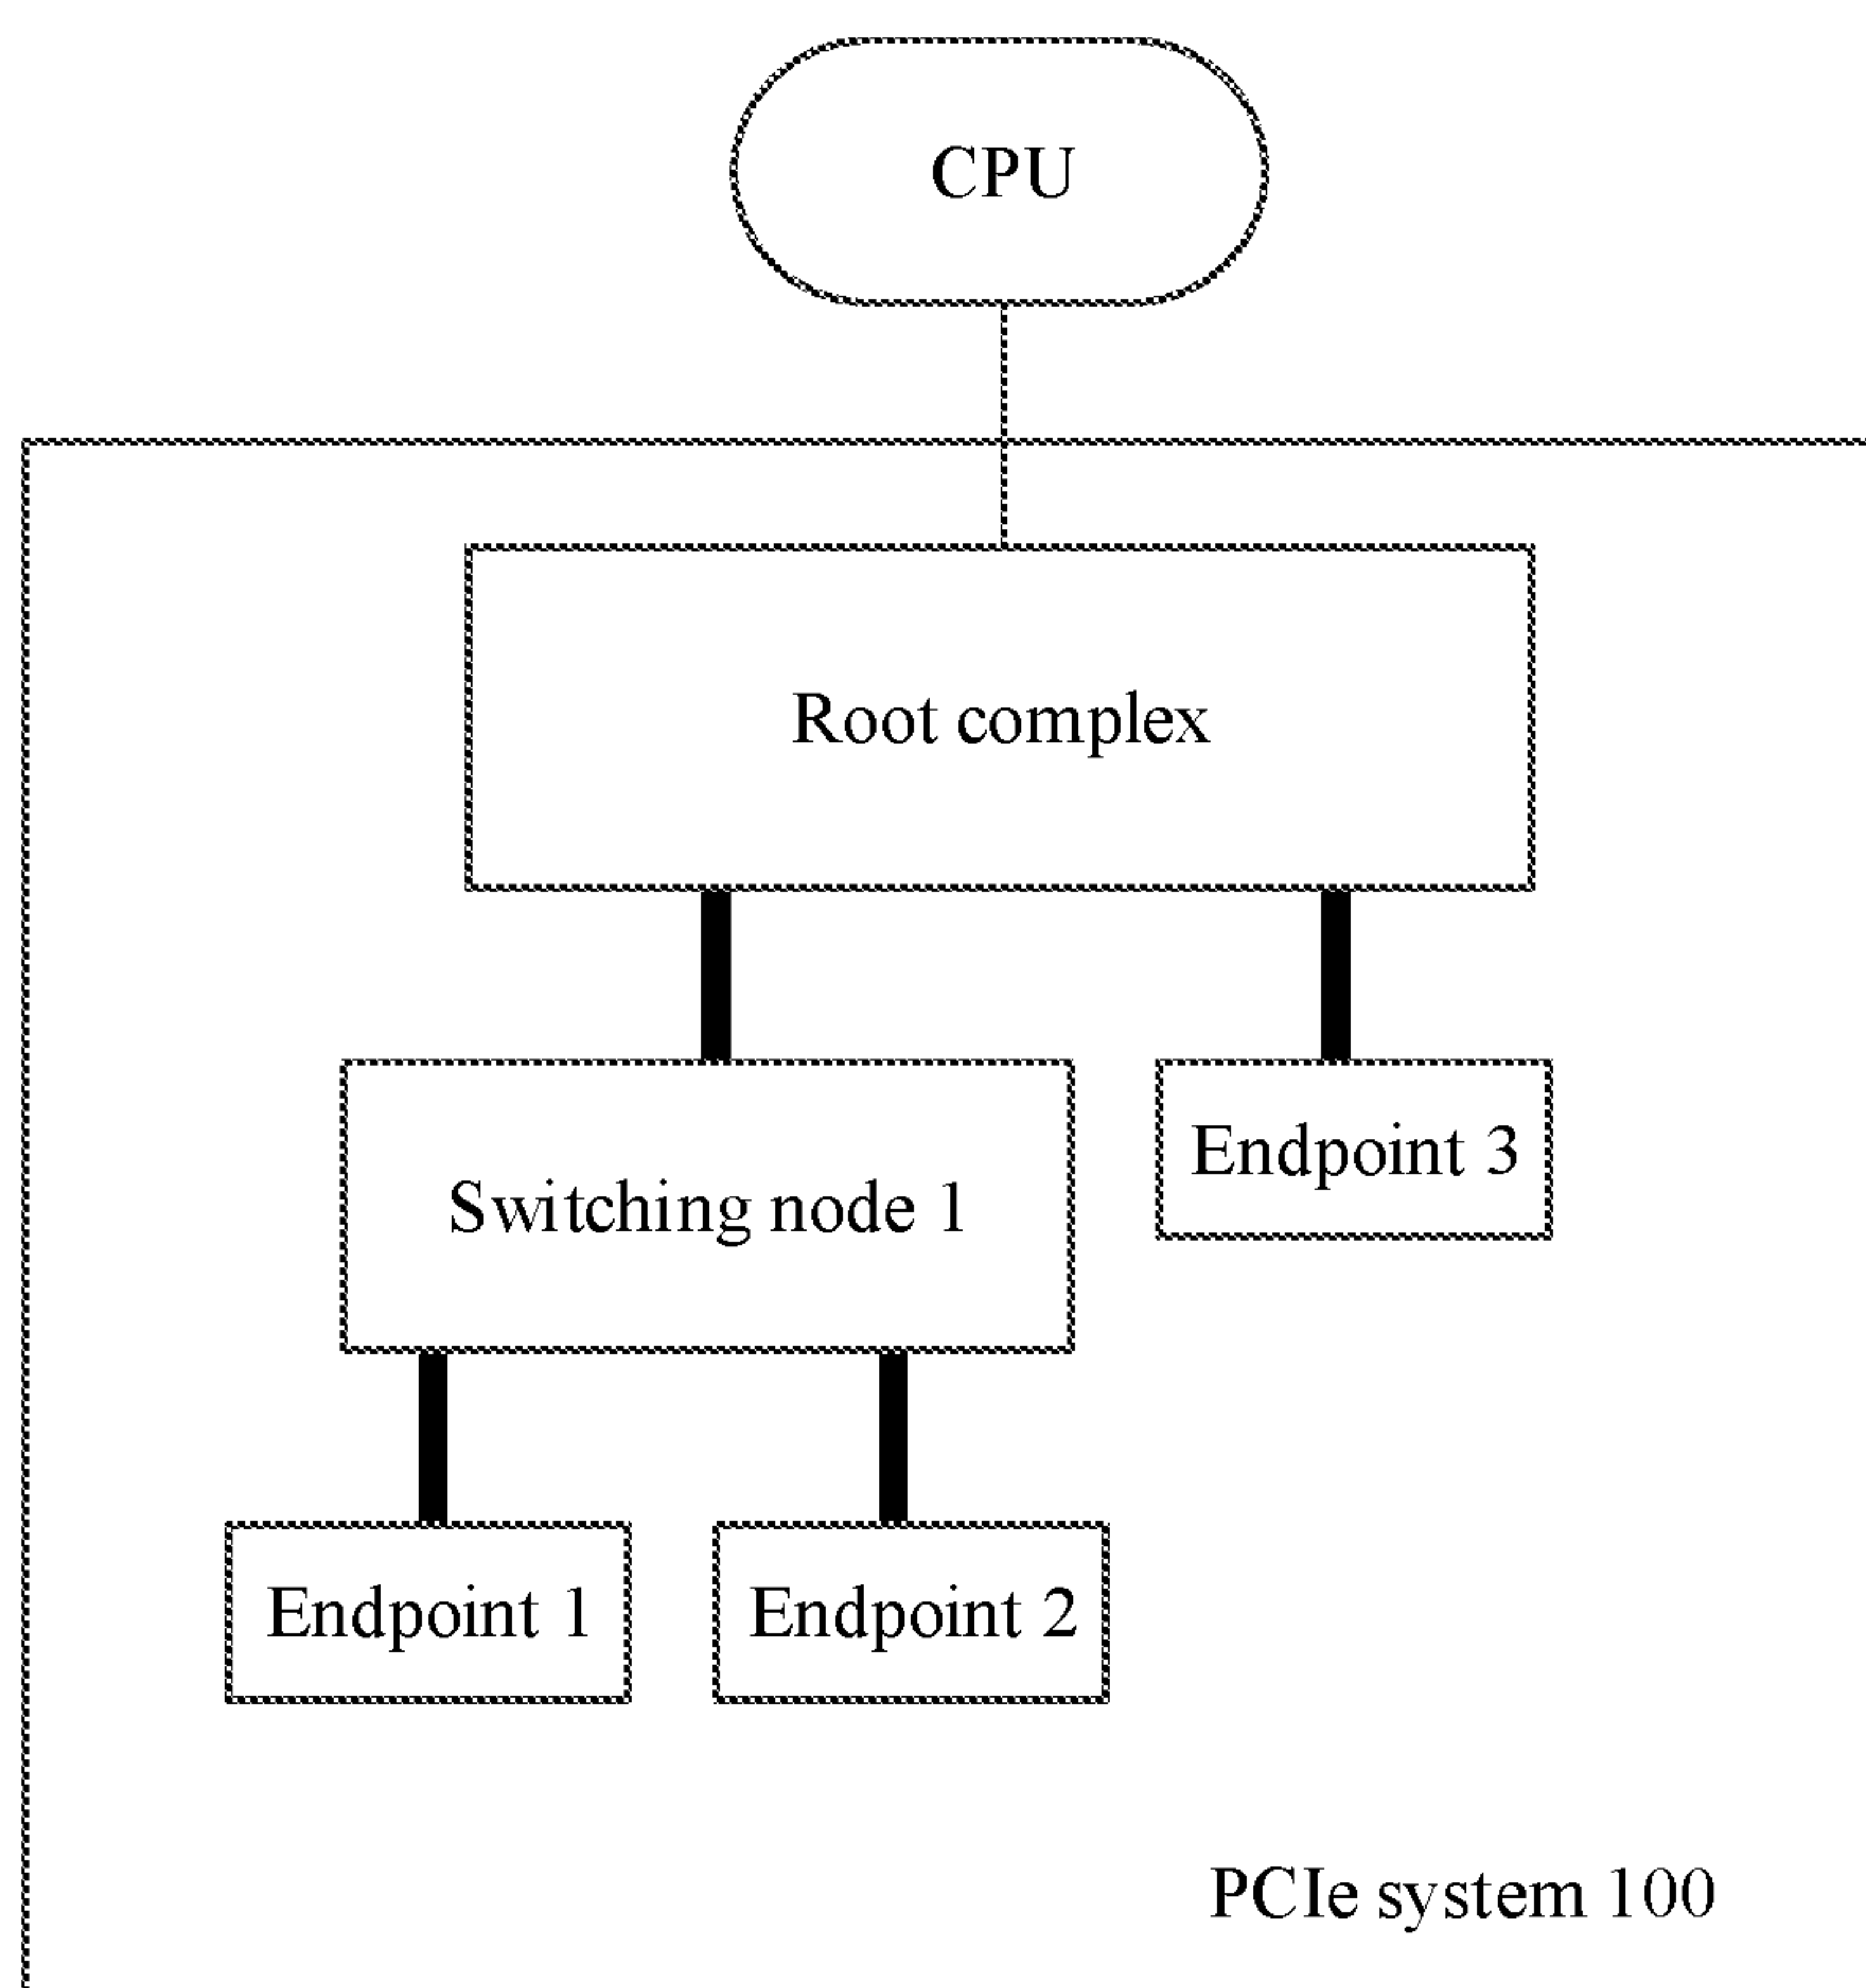 CPU
Root complex
Endpoint 3
Switching node 1
Endpoint 1
Endpoint 2
PCIe system 100